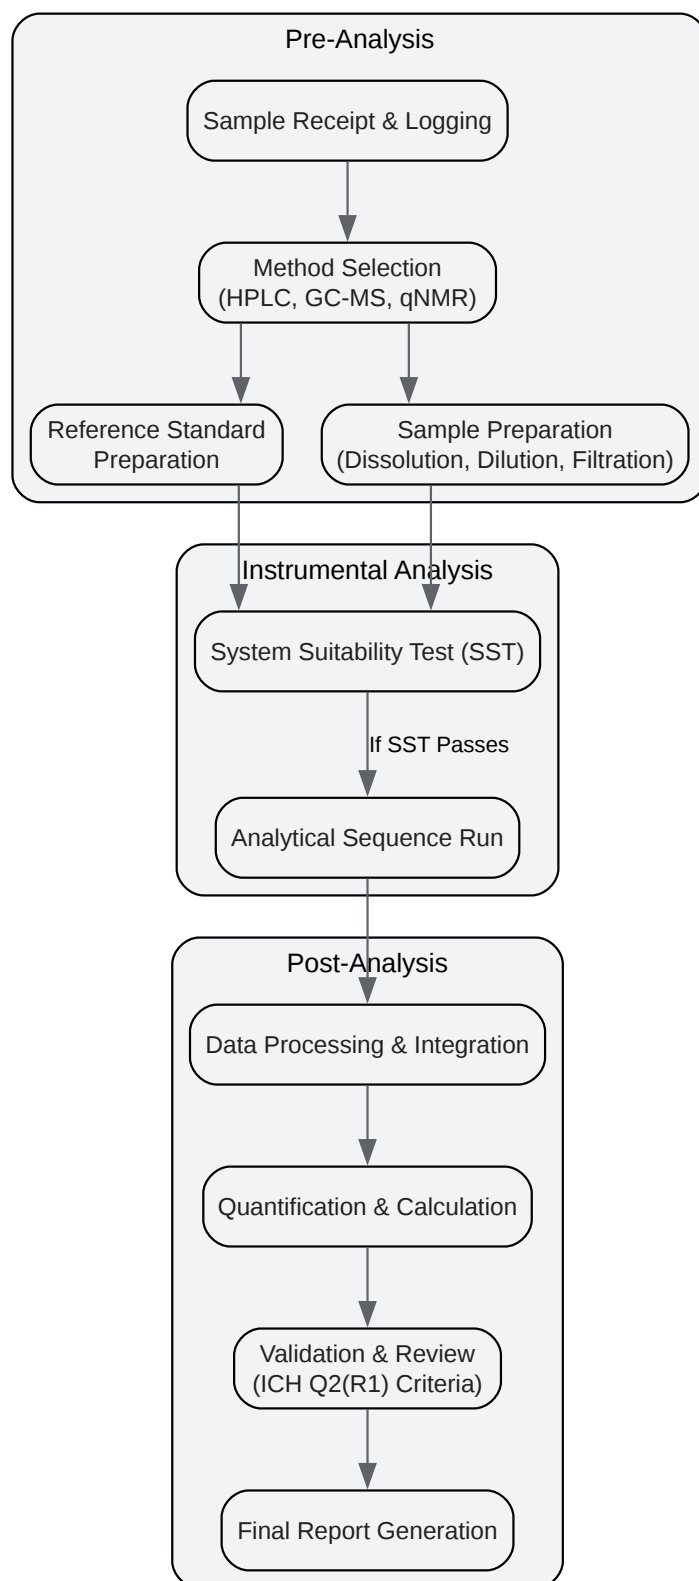 Pre-Analysis
Sample Receipt & Logging
Method Selection
(HPLC, GC-MS, qNMR)
Reference Standard
Preparation
Sample Preparation
(Dissolution, Dilution, Filtration)
Instrumental Analysis
System Suitability Test (SST)
If SST Passes
Analytical Sequence Run
Post-Analysis
Data Processing & Integration
Quantification & Calculation
Validation & Review
(ICH Q2(R1) Criteria)
Final Report Generation